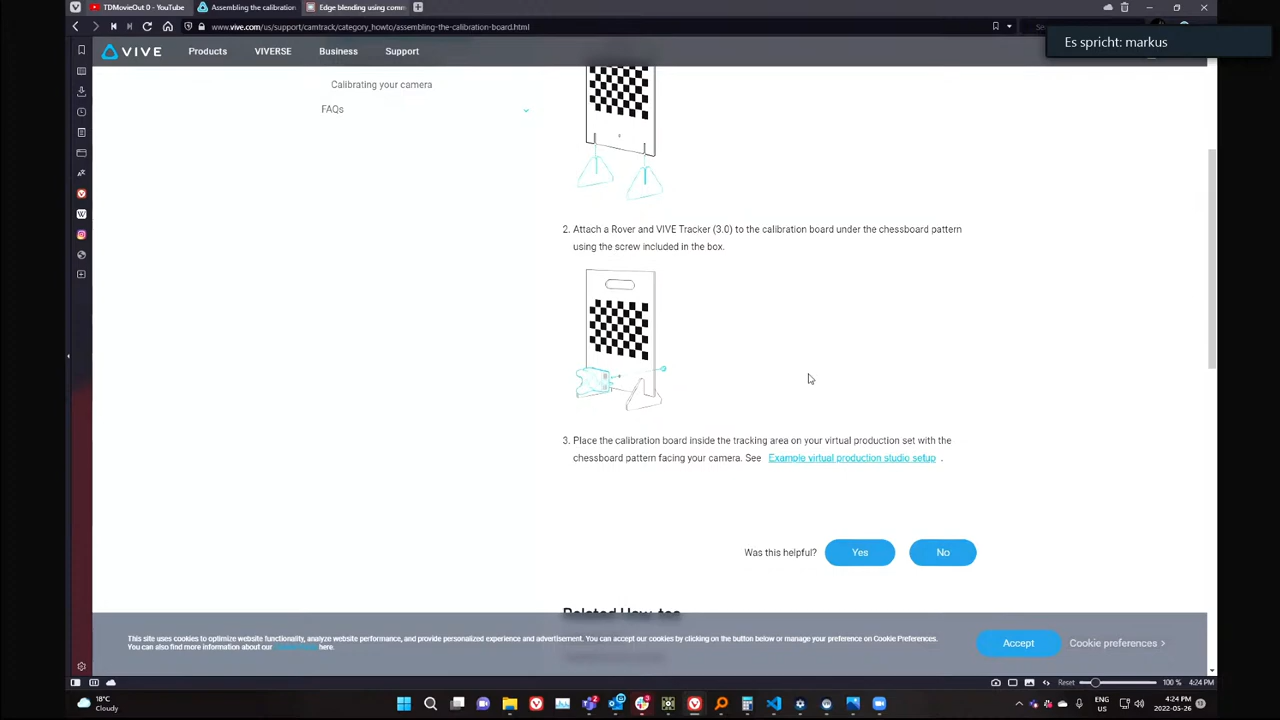 TDMovieOut 0 - YouTube
Assembling the calibration
Edge blending using comm
www.vive.com/us/support/camtrack/category_howto/assembling-the-calibration-board.html
Es spricht: markus
VIVE
Products
VIVERSE
Business
Support
Calibrating your camera
FAQs
2. Attach a Rover and VIVE Tracker (3.0) to the calibration board under the chessboard pattern
using the screw included in the box.
3. Place the calibration board inside the tracking area on your virtual production set with the
chessboard pattern facing your camera. See Example virtual production studio setup .
Was this helpful?
Yes
No
Related How-tos
This site uses cookies to optimize website functionality, analyze website performance, and provide personalized experience and advertisement. You can accept our cookies by clicking on the button below or manage your preference on Cookie Preferences.
You can also find more information about our here.
Accept
Cookie preferences >
Reset
100 %
4:24 PM
18°C
Cloudy
ENG
US
4:24 PM
2022-05-26